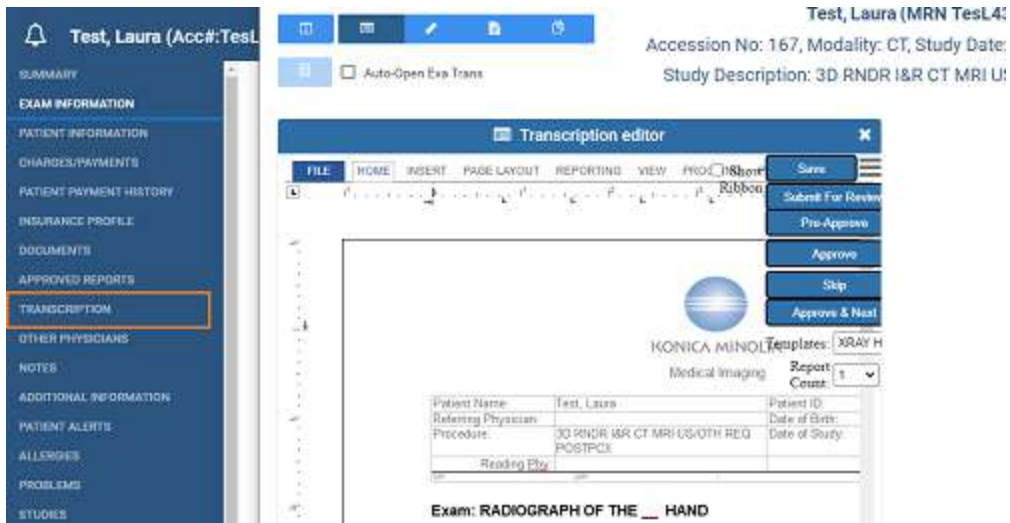 Test, Laura (Acc#:TesL
SUMMARY
EXAM INFORMATION
PATIENT INFORMATION
CHARGES/PAYMENTS
PATIENT PAYMENT HISTORY
INSURANCE PROFILE
DOCUMENTS
APPROVED REPORTS
TRANSCRIPTION
OTHER PHYSICIANS
NOTES
ADDITIONAL INFORMATION
PATIENT ALERTS
ALLERGIES
PROBLEMS
STUDIES
Auto-Open Exa Trans
Test, Laura (MRN TesL43
Accession No: 167, Modality: CT, Study Date:
Study Description: 3D RNDR I&R CT MRI US
Transcription editor
FILE HOME INSERT PAGE LAYOUT REPORTING VIEW Show
Ribbon
Save
Submit For Review
Pre-Approve
Approve
Skip
Approve & Next
Templates: XRAY H
Report
Count: 1
KONICA MINOL
Medical Imaging
Patient Name: Test, Laura Patient ID:
Referring Physician: Date of Birth:
Procedure: 3D RNDR I&R CT MRI US/OTH REQ Date of Study:
POSTPCX
Reading Phy
Exam: RADIOGRAPH OF THE __ HAND